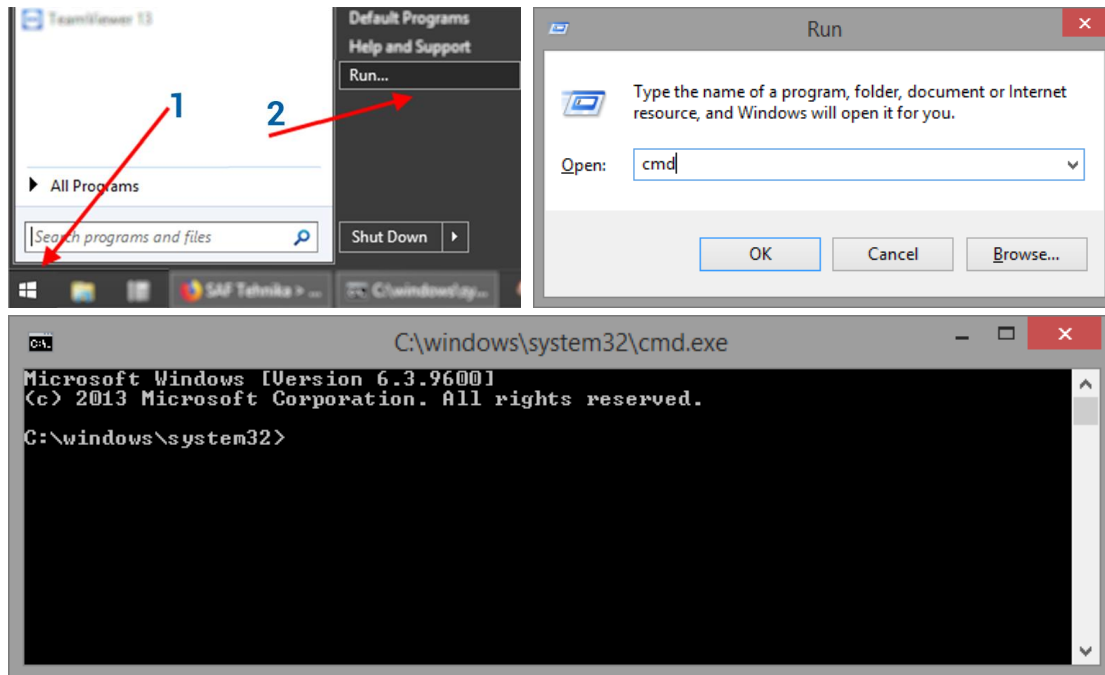 TeamViewer 13
Default Programs
Help and Support
Run...
1
2
All Programs
Search programs and files
Shut Down
SAF Tehnika > ...
C:\windows\sy...
Run
Type the name of a program, folder, document or Internet
resource, and Windows will open it for you.
Open:
cmd
OK
Cancel
Browse...
C:\windows\system32\cmd.exe
C:\.
Microsoft Windows [Version 6.3.9600]
(c) 2013 Microsoft Corporation. All rights reserved.
C:\windows\system32>